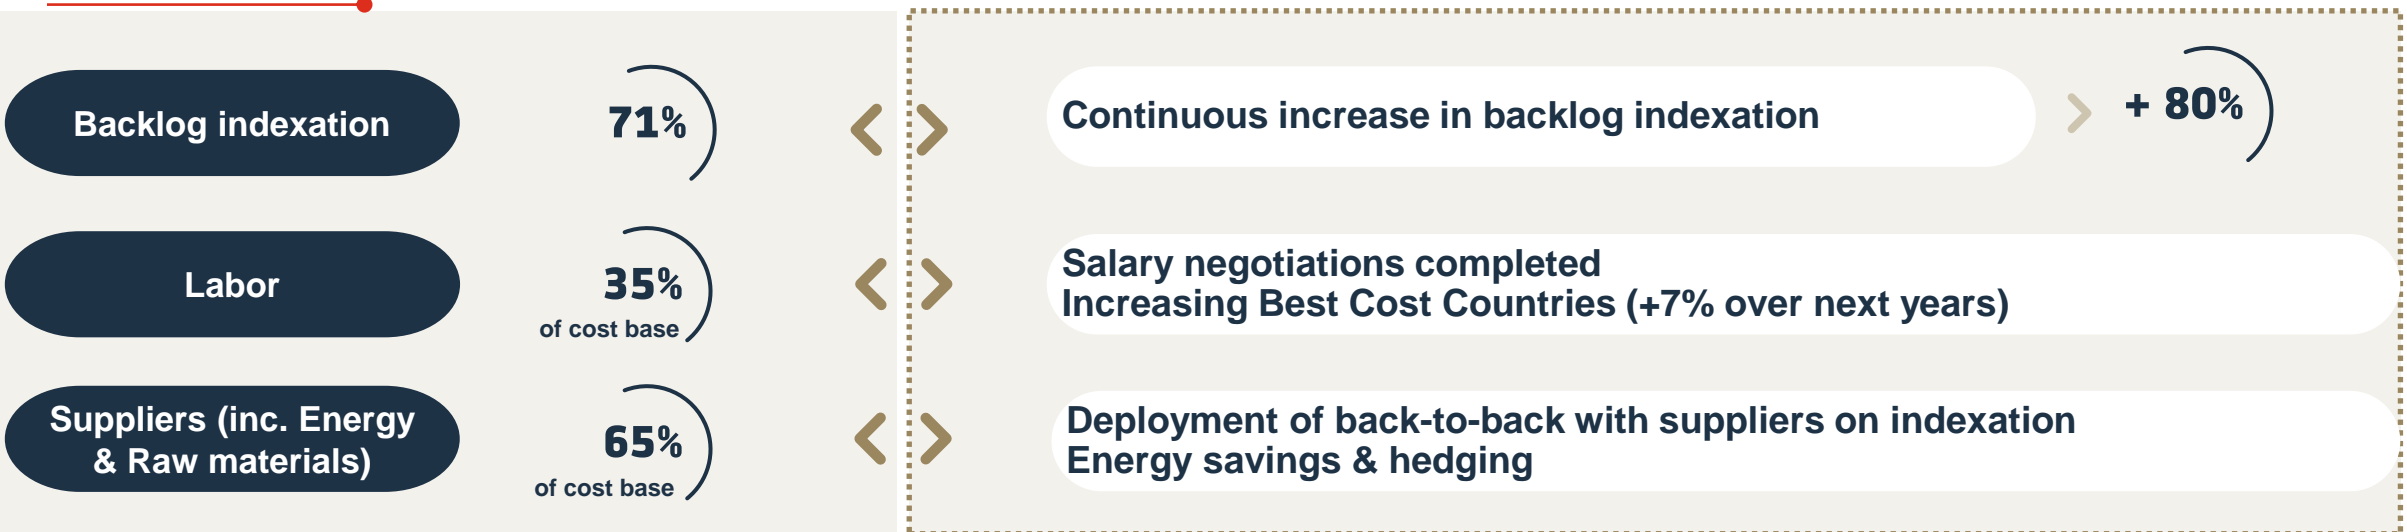 Backlog indexation
71%
Continuous increase in backlog indexation
+ 80%
Labor
35%
of cost base
Salary negotiations completed
Increasing Best Cost Countries (+7% over next years)
Suppliers (inc. Energy
& Raw materials)
65%
of cost base
Deployment of back-to-back with suppliers on indexation
Energy savings & hedging